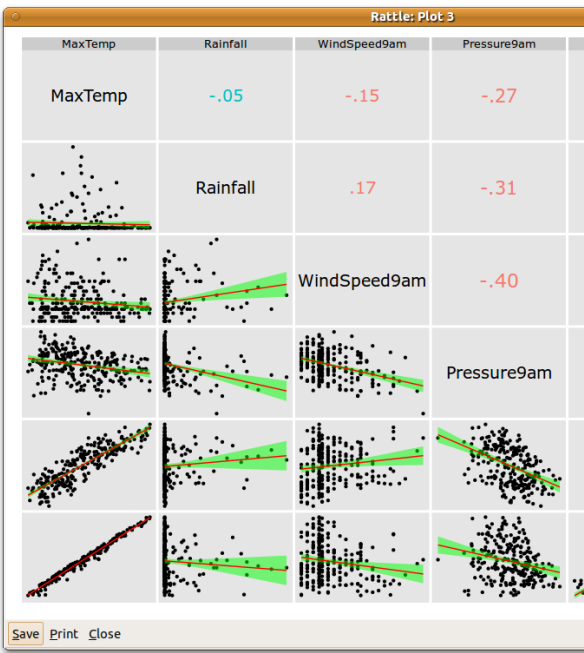 Rattle: Plot 3
MaxTemp Rainfall WindSpeed9am Pressure9am
MaxTemp -.05 -.15 -.27
Rainfall .17 -.31
WindSpeed9am -.40
Pressure9am
Save Print Close